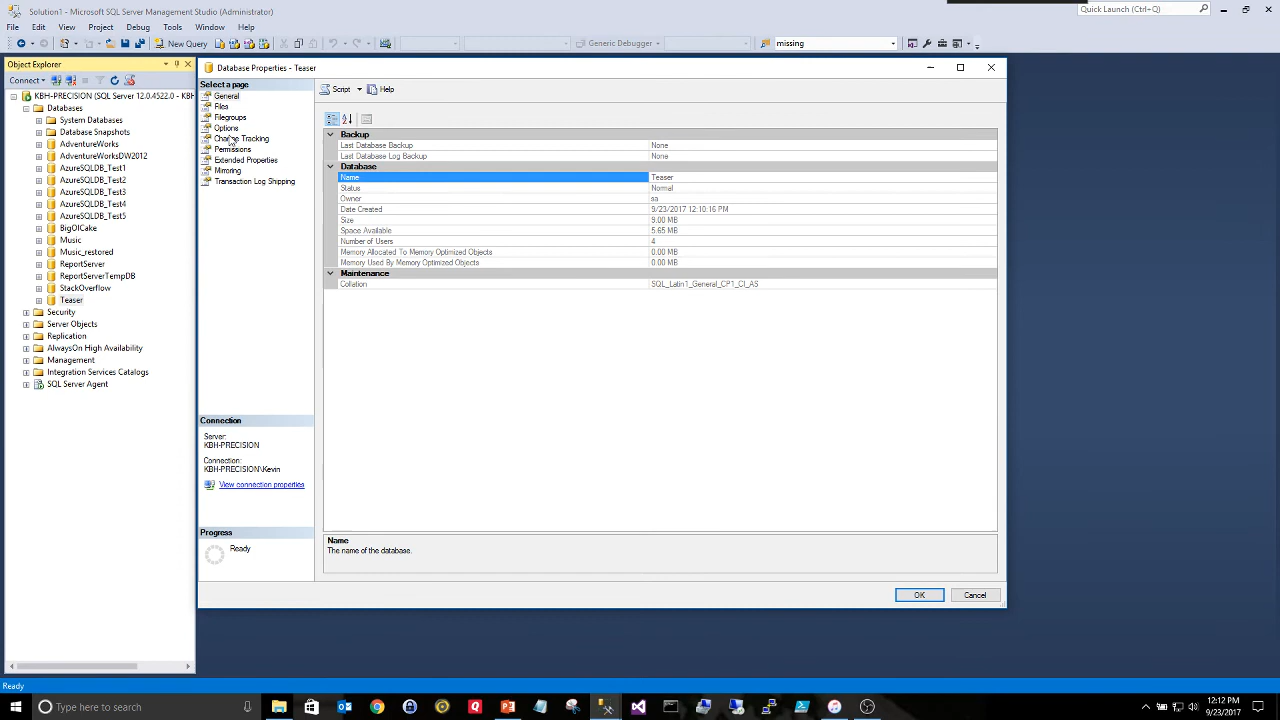 Solution1 - Microsoft SQL Server Management Studio (Administrator)
Quick Launch (Ctrl+Q)
File Edit View Project Debug Tools Window Help
New Query
Generic Debugger
missing
Object Explorer
Connect
KBH-PRECISION (SQL Server 12.0.4522.0 - KBH
Databases
System Databases
Database Snapshots
AdventureWorks
AdventureWorksDW2012
AzureSQLDB_Test1
AzureSQLDB_Test2
AzureSQLDB_Test3
AzureSQLDB_Test4
AzureSQLDB_Test5
BigOlCake
Music
Music_restored
ReportServer
ReportServerTempDB
StackOverflow
Teaser
Security
Server Objects
Replication
AlwaysOn High Availability
Management
Integration Services Catalogs
SQL Server Agent
Database Properties - Teaser
Select a page
General
Files
Filegroups
Options
Change Tracking
Permissions
Extended Properties
Mirroring
Transaction Log Shipping
Script Help
Backup
Last Database Backup None
Last Database Log Backup None
Database
Name Teaser
Status Normal
Owner sa
Date Created 9/23/2017 12:10:16 PM
Size 9.00 MB
Space Available 5.65 MB
Number of Users 4
Memory Allocated To Memory Optimized Objects 0.00 MB
Memory Used By Memory Optimized Objects 0.00 MB
Maintenance
Collation SQL_Latin1_General_CP1_CI_AS
Connection
Server:
KBH-PRECISION
Connection:
KBH-PRECISION\Kevin
View connection properties
Progress
Ready
Name
The name of the database.
OK Cancel
Ready
Type here to search
12:12 PM
9/23/2017